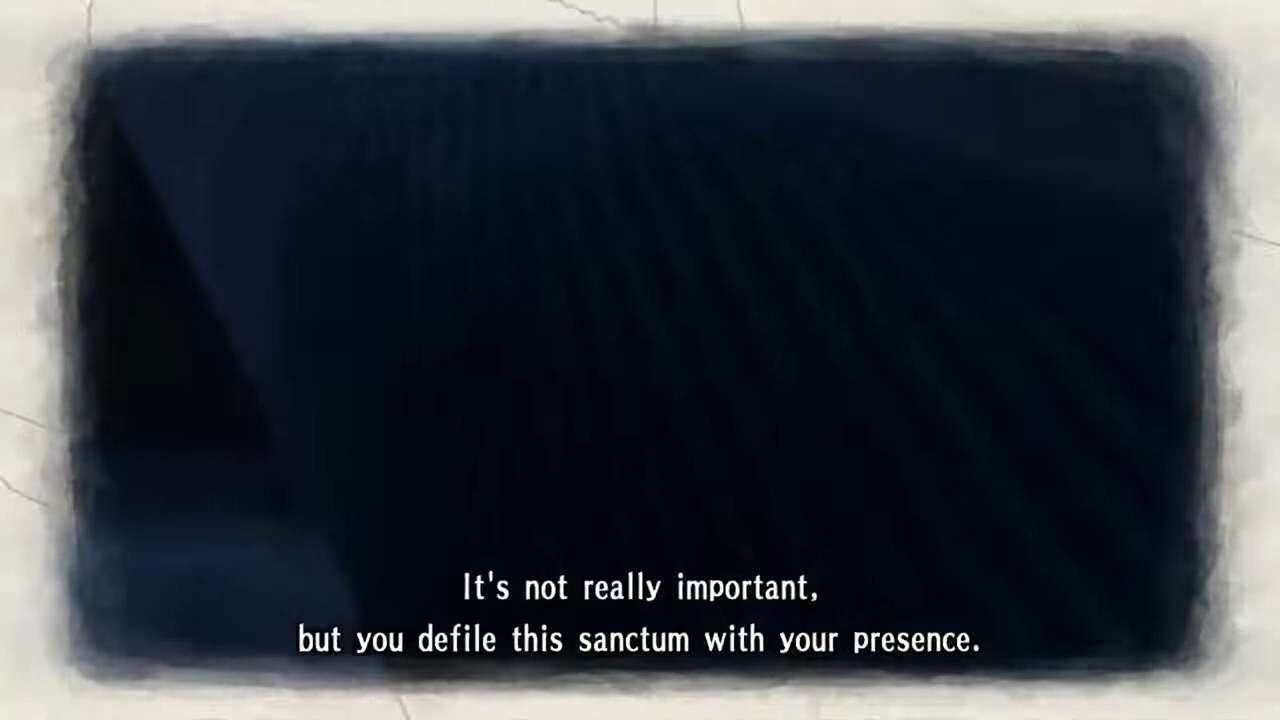 It's not really important,
but you defile this sanctum with your presence.